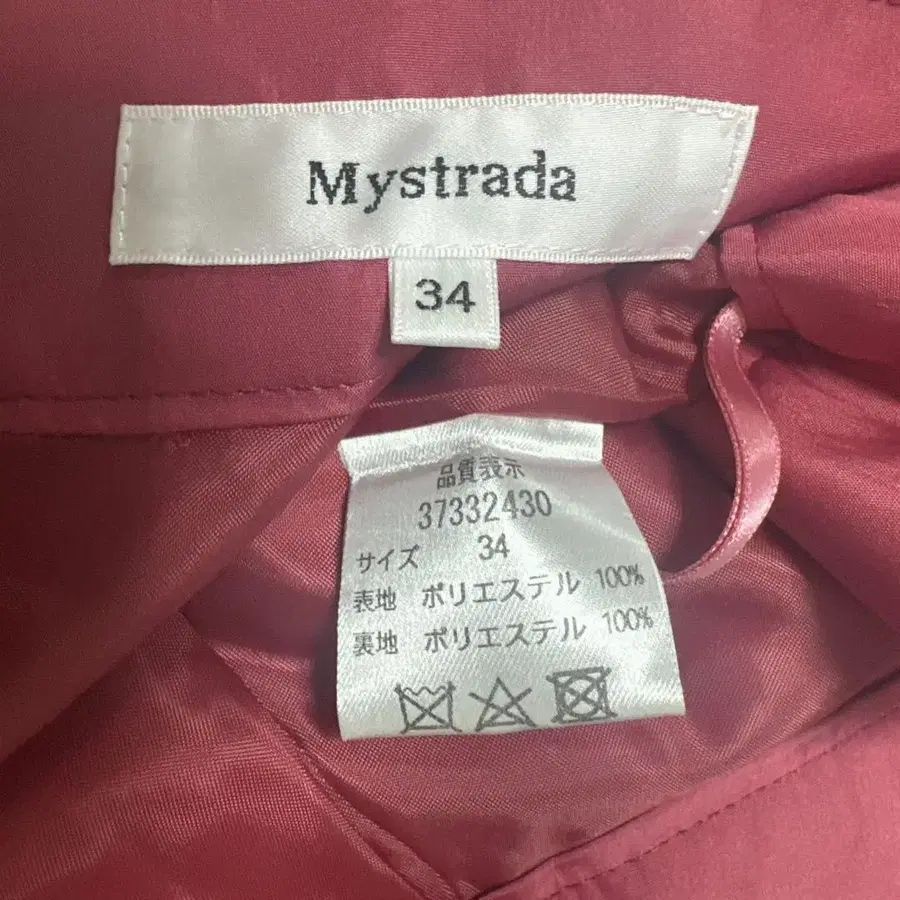 Mystrada
34
品質表示
37332430
サイズ 34
表地 ポリエステル 100%
裏地 ポリエステル 100%